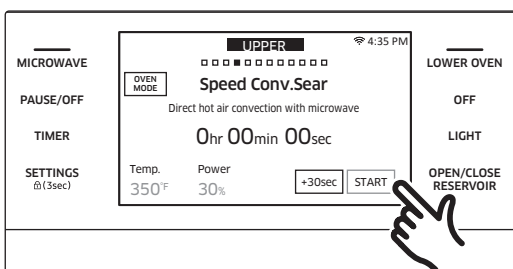 MICROWAVE
PAUSE/OFF
TIMER
SETTINGS
(3sec)
UPPER
4:35 PM
OVEN
MODE
Speed Conv.Sear
Direct hot air convection with microwave
0hr 00min 00sec
Temp.
350°F
Power
30%
+30sec
START
LOWER OVEN
OFF
LIGHT
OPEN/CLOSE
RESERVOIR